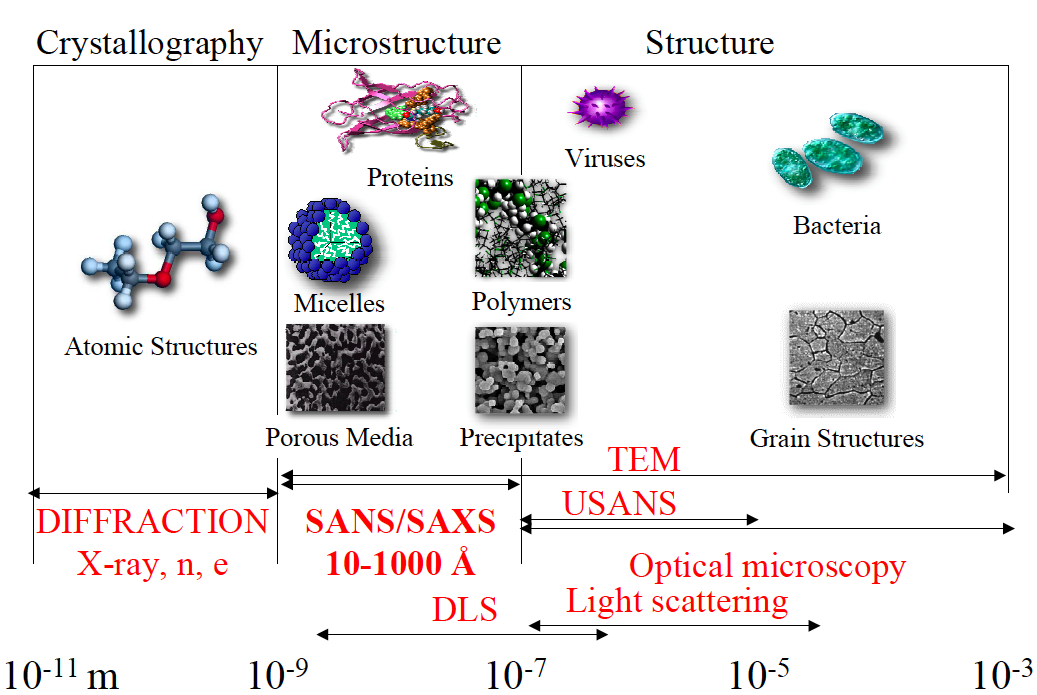 Crystallography Microstructure Structure
Proteins
Viruses
Bacteria
Micelles
Polymers
Atomic Structures
Porous Media
Precipitates
Grain Structures
TEM
DIFFRACTION
X-ray, n, e
SANS/SAXS
10-1000 Å
USANS
Optical microscopy
Light scattering
DLS
10-11 m 10-9 10-7 10-5 10-3